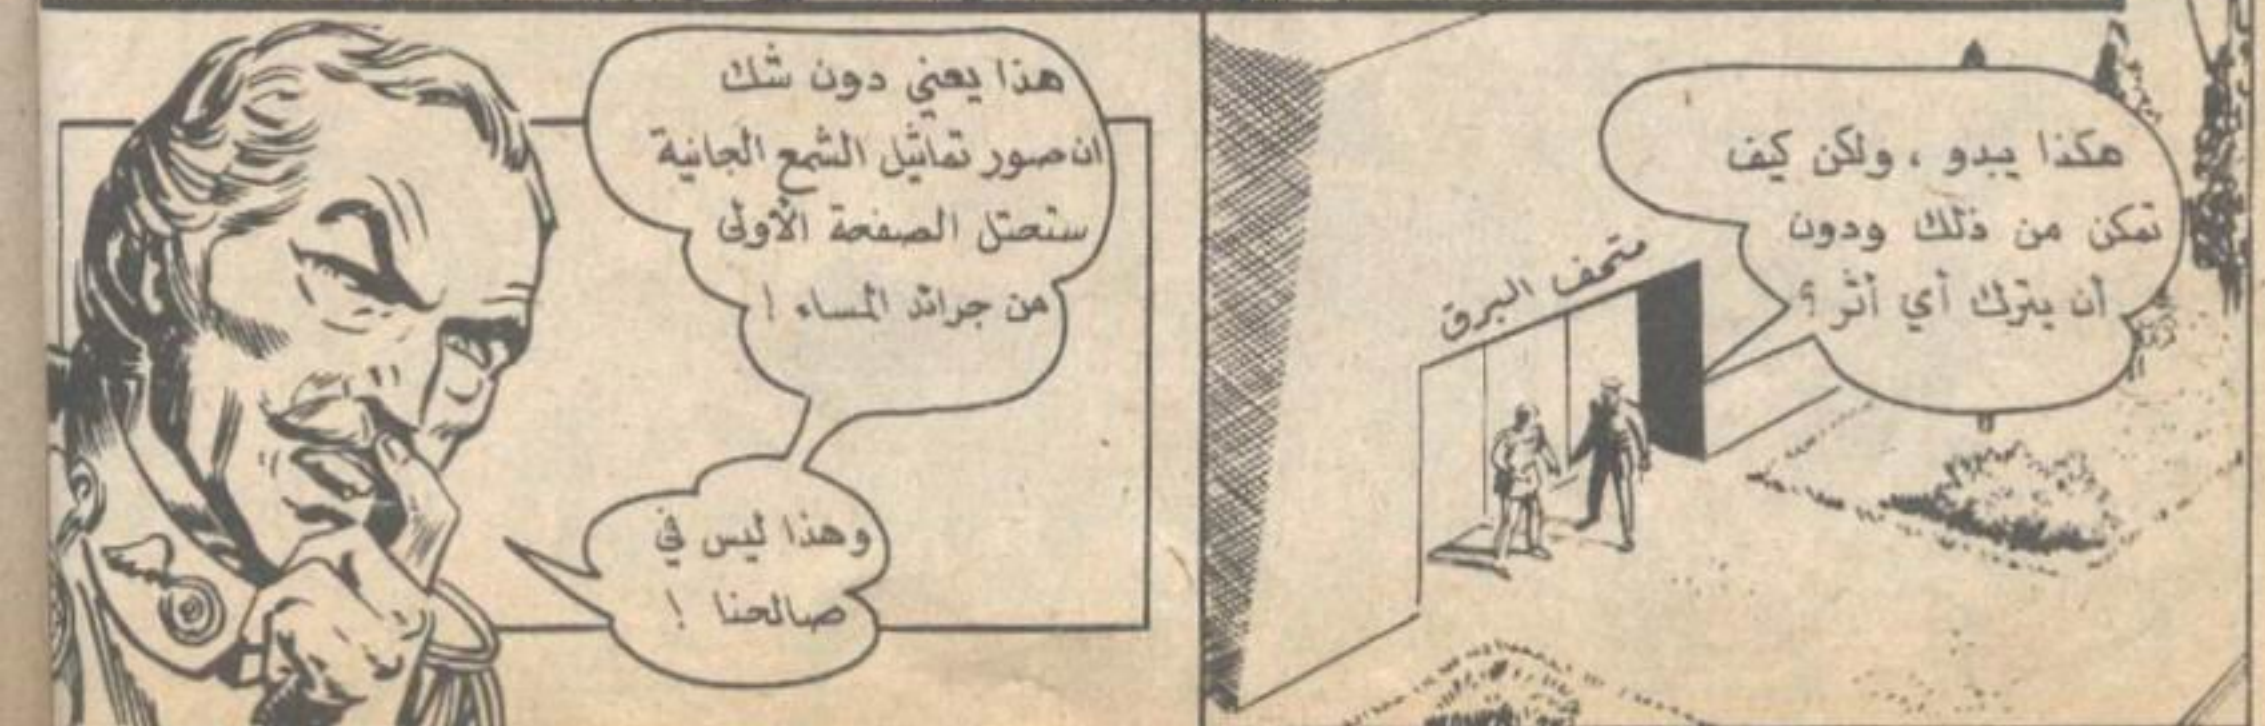 هكذا يبدو ، ولكن كيف
تمكن من ذلك ودون
أن يترك أي أثر ؟
متحف البرق
هذا يعني دون شك
ان صور تماثيل الشمع الجانية
ستحتل الصفحة الأولى
من جرائد المساء !
وهذا ليس في
صالحنا !